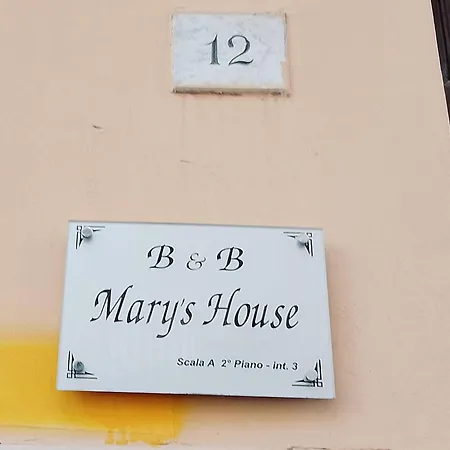 12
B & B
Mary's House
Scala A 2° Piano - int. 3